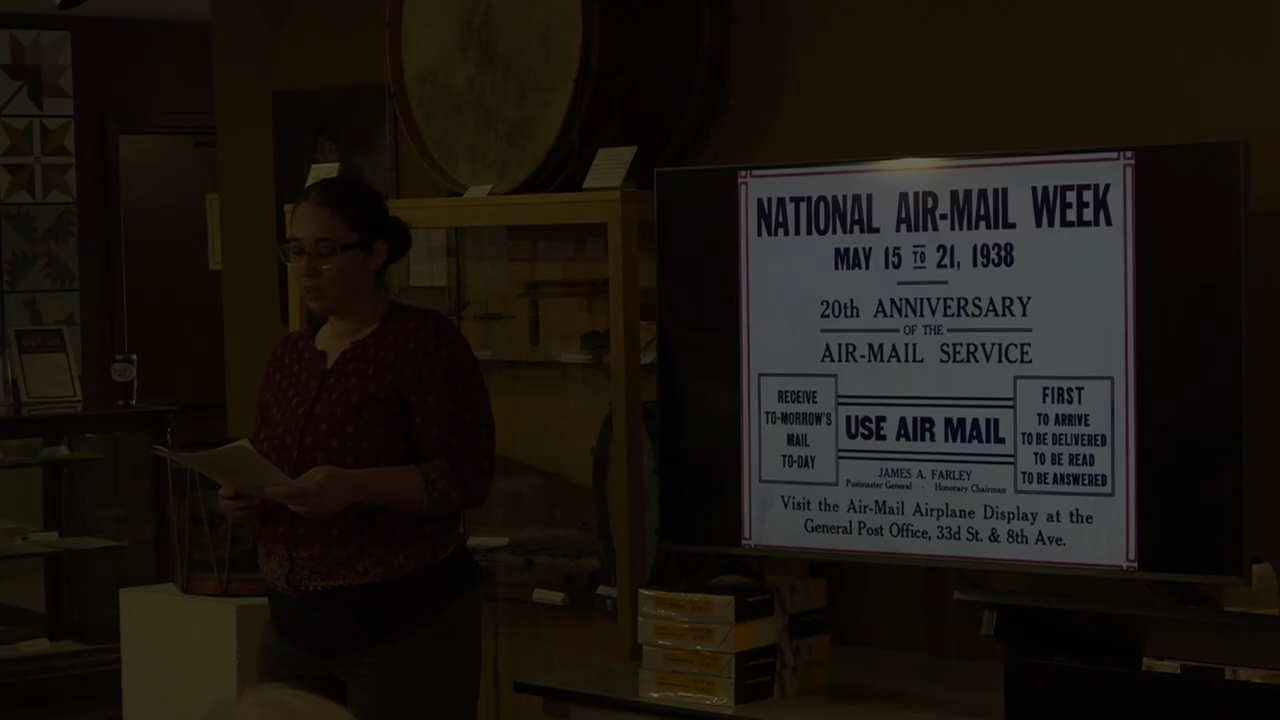 NATIONAL AIR-MAIL WEEK
MAY 15 TO 21, 1938
20th ANNIVERSARY
OF THE
AIR-MAIL SERVICE
RECEIVE
TO-MORROW'S
MAIL
TO-DAY
USE AIR MAIL
FIRST
TO ARRIVE
TO BE DELIVERED
TO BE READ
TO BE ANSWERED
JAMES A. FARLEY
Postmaster General - Honorary Chairman
Visit the Air-Mail Airplane Display at the
General Post Office, 33d St. & 8th Ave.